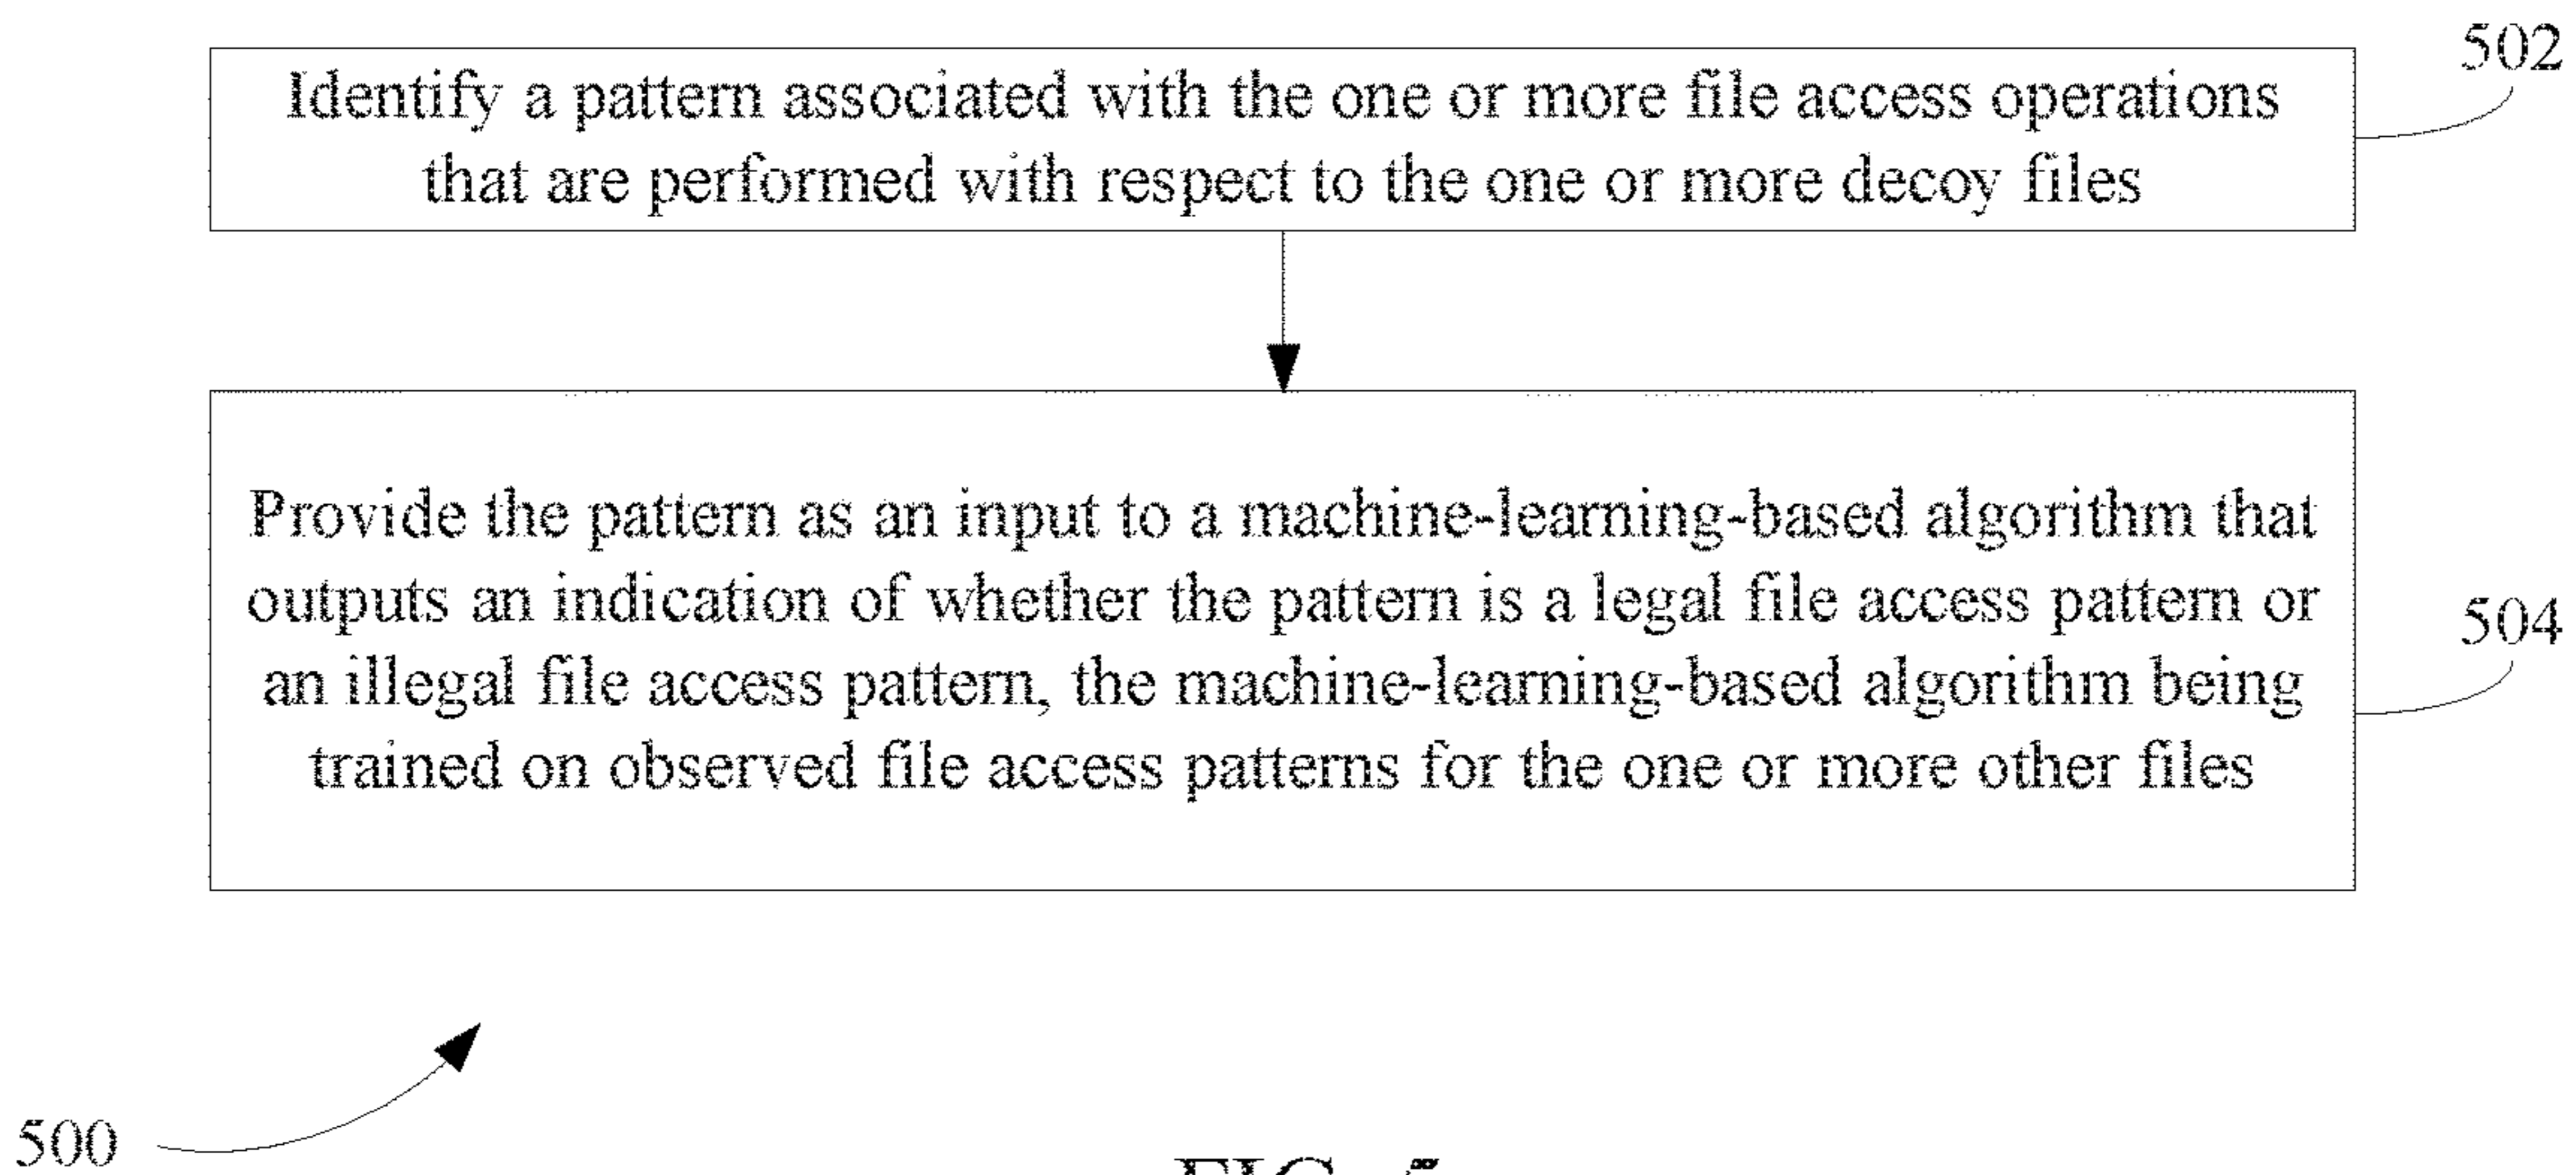 502
Identify a pattern associated with the one or more file access operations
that are performed with respect to the one or more decoy files
Provide the pattern as an input to a machine-learning-based algorithm that
outputs an indication of whether the pattern is a legal file access pattern or
an illegal file access pattern, the machine-learning-based algorithm being
trained on observed file access patterns for the one or more other files
504
500